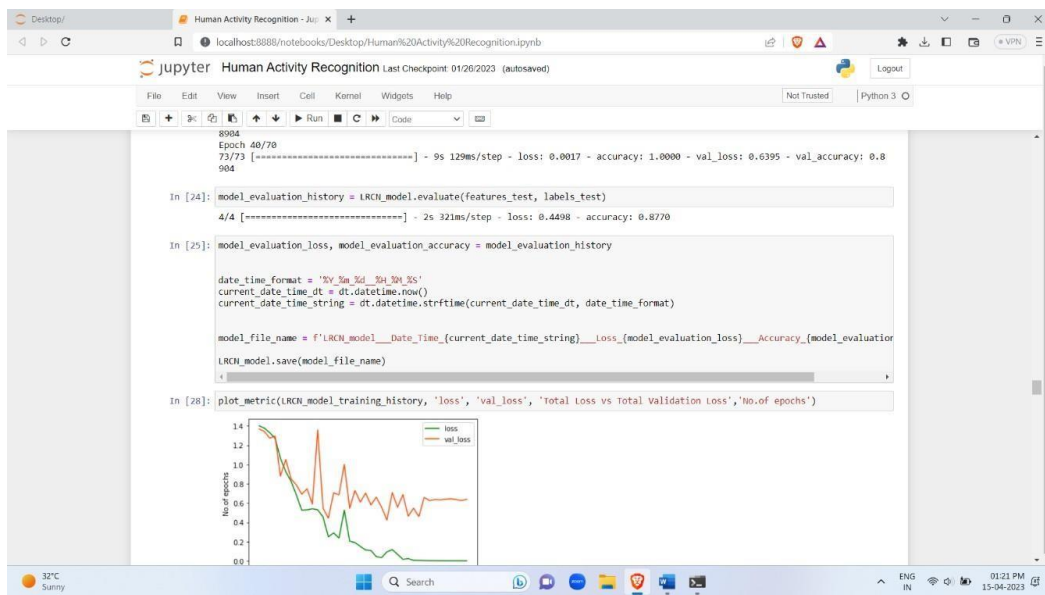 Desktop/
Human Activity Recognition - Jup
localhost:8888/notebooks/Desktop/Human%20Activity%20Recognition.ipynb
VPN
jupyter Human Activity Recognition Last Checkpoint: 01/26/2023 (autosaved)
Logout
File Edit View Insert Cell Kernel Widgets Help
Not Trusted
Python 3
Run
Code
8904
Epoch 40/70
73/73 [==============================] - 9s 129ms/step - loss: 0.0017 - accuracy: 1.0000 - val_loss: 0.6395 - val_accuracy: 0.8
904
In [24]: model_evaluation_history = LRCN_model.evaluate(features_test, labels_test)
4/4 [==============================] - 2s 321ms/step - loss: 0.4498 - accuracy: 0.8770
In [25]: model_evaluation_loss, model_evaluation_accuracy = model_evaluation_history
date_time_format = '%Y_%m_%d__%H_%M_%S'
current_date_time_dt = dt.datetime.now()
current_date_time_string = dt.datetime.strftime(current_date_time_dt, date_time_format)
model_file_name = f'LRCN_model___Date_Time_{current_date_time_string}___Loss_{model_evaluation_loss}___Accuracy_{model_evaluation
LRCN_model.save(model_file_name)
In [28]: plot_metric(LRCN_model_training_history, 'loss', 'val_loss', 'Total Loss vs Total Validation Loss','No.of epochs')
loss
val_loss
1.4
1.2
1.0
0.8
0.6
0.4
0.2
0.0
No.of epochs
32°C
Sunny
Search
ENG
IN
01:21 PM
15-04-2023